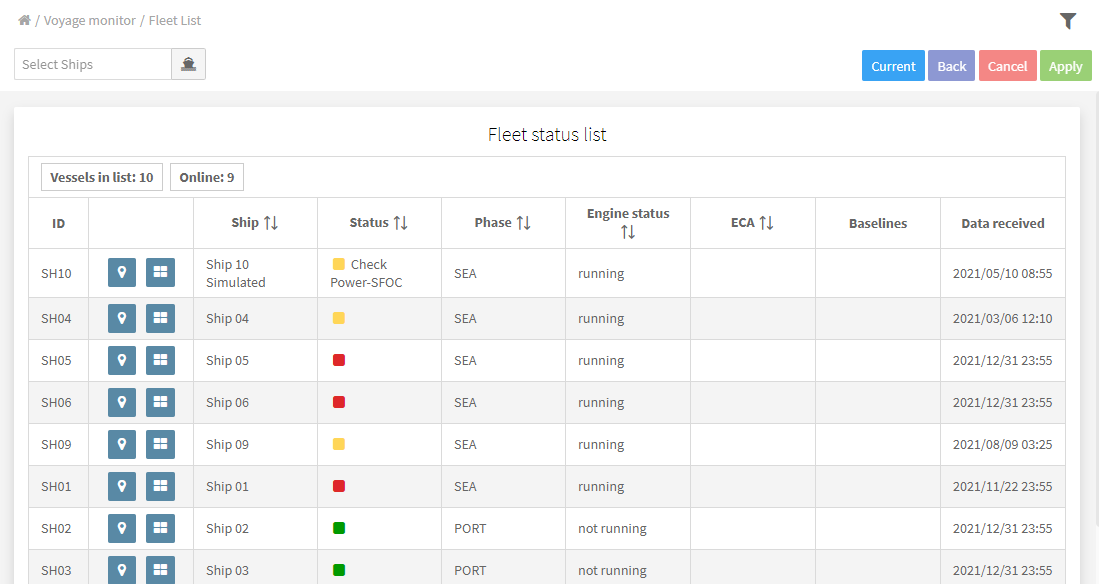 / Voyage monitor / Fleet List
Select Ships
Current Back Cancel Apply
Fleet status list
Vessels in list: 10 Online: 9
ID Ship Status Phase Engine status ECA Baselines Data received
SH10 Ship 10 Simulated Check Power-SFOC SEA running 2021/05/10 08:55
SH04 Ship 04 SEA running 2021/03/06 12:10
SH05 Ship 05 SEA running 2021/12/31 23:55
SH06 Ship 06 SEA running 2021/12/31 23:55
SH09 Ship 09 SEA running 2021/08/09 03:25
SH01 Ship 01 SEA running 2021/11/22 23:55
SH02 Ship 02 PORT not running 2021/12/31 23:55
SH03 Ship 03 PORT not running 2021/12/31 23:55